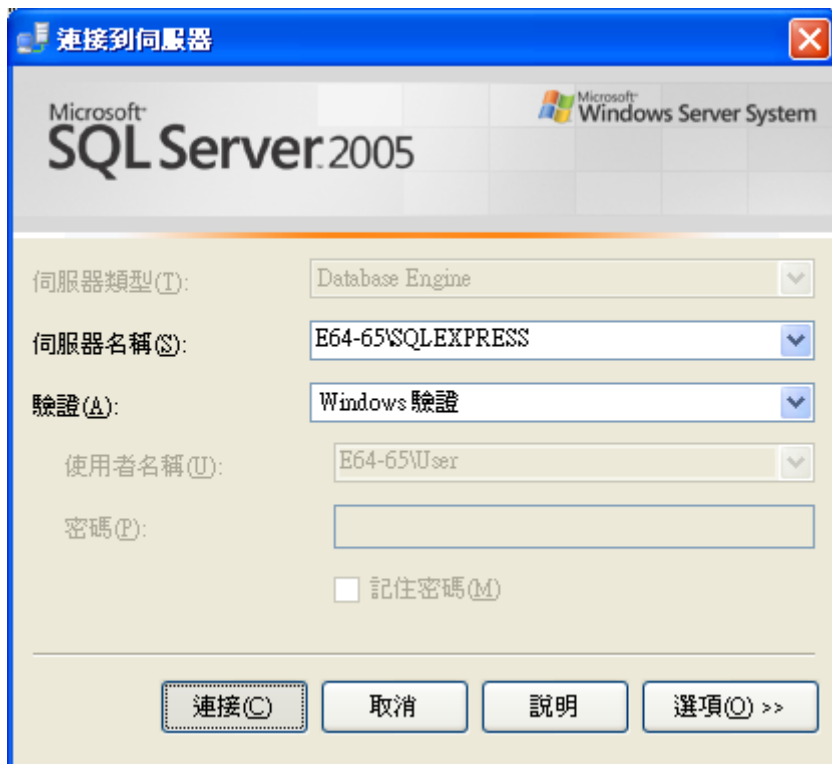 連接到伺服器
Microsoft
SQL Server 2005
Microsoft
Windows Server System
伺服器類型(T): Database Engine
伺服器名稱(S): E64-65\SQLEXPRESS
驗證(A): Windows 驗證
使用者名稱(U): E64-65\User
密碼(P):
記住密碼(M)
連接(C) 取消 說明 選項(O) >>